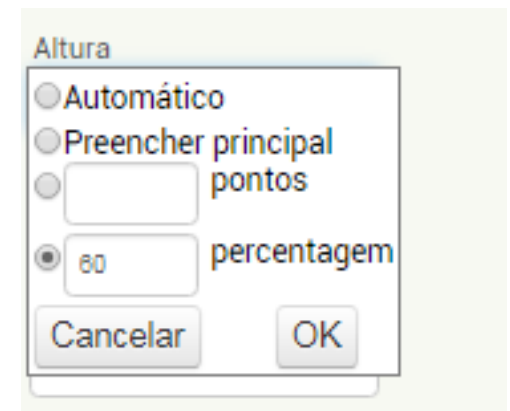 Altura
Automático
Preencher principal
pontos
60 percentagem
Cancelar OK